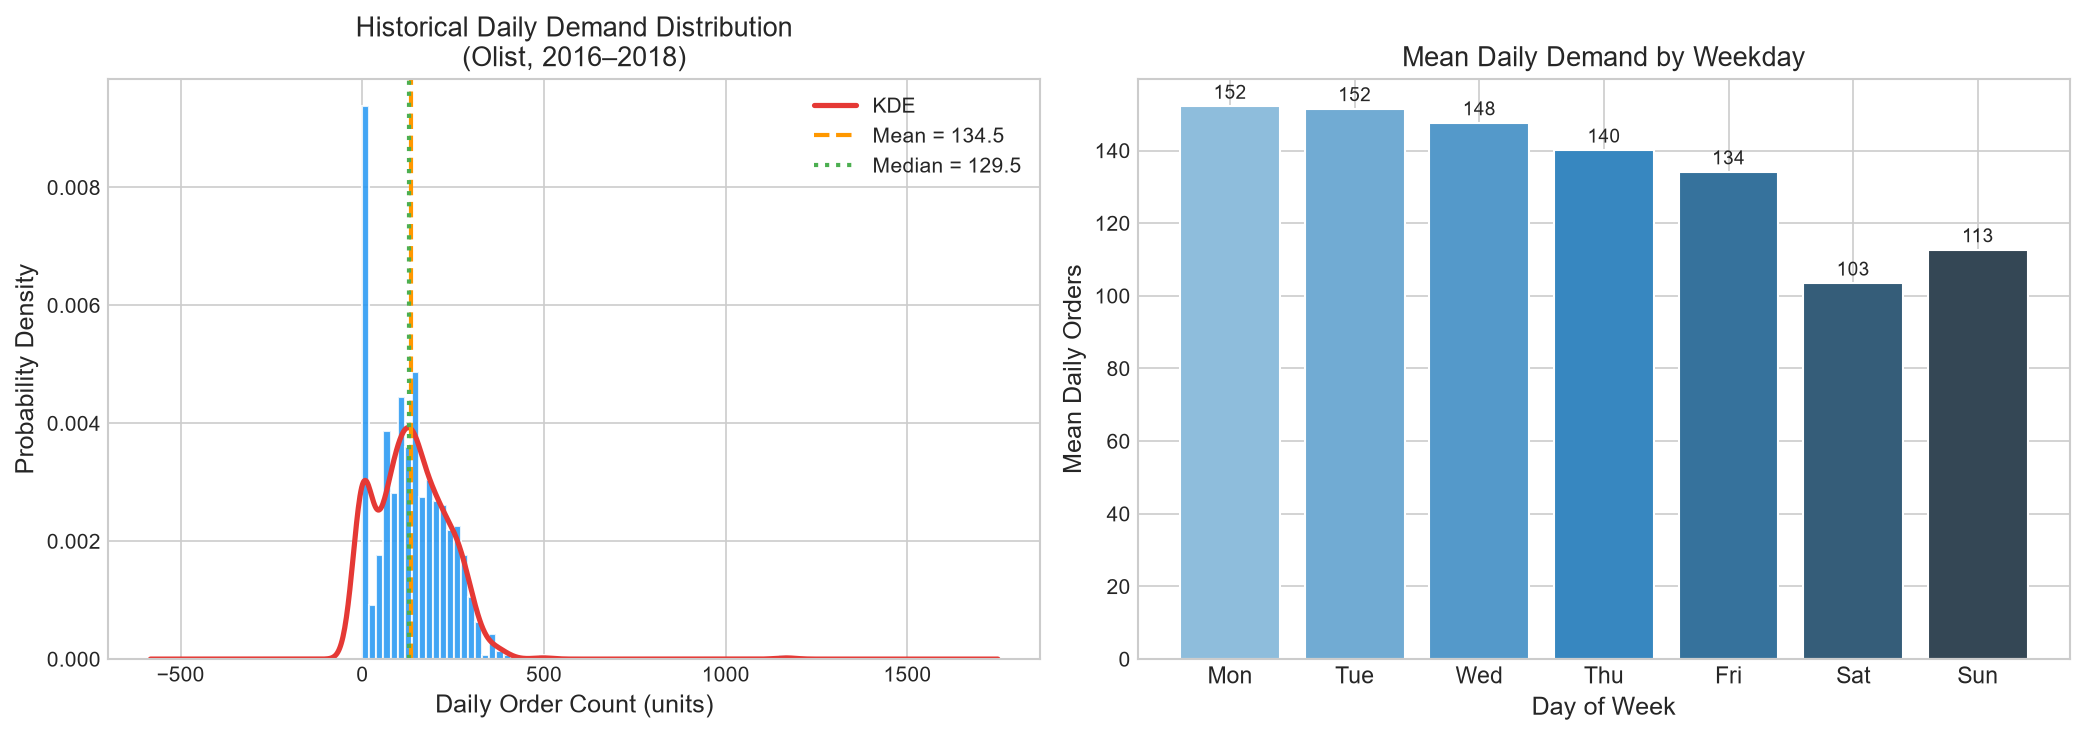 Historical Daily Demand Distribution
(Olist, 2016–2018)
KDE
Mean = 134.5
Median = 129.5
0.008
0.006
0.004
0.002
0.000
−500
0
500
1000
1500
Probability Density
Daily Order Count (units)
Mean Daily Demand by Weekday
152
152
148
140
134
103
113
140
120
100
80
60
40
20
0
Mon
Tue
Wed
Thu
Fri
Sat
Sun
Mean Daily Orders
Day of Week